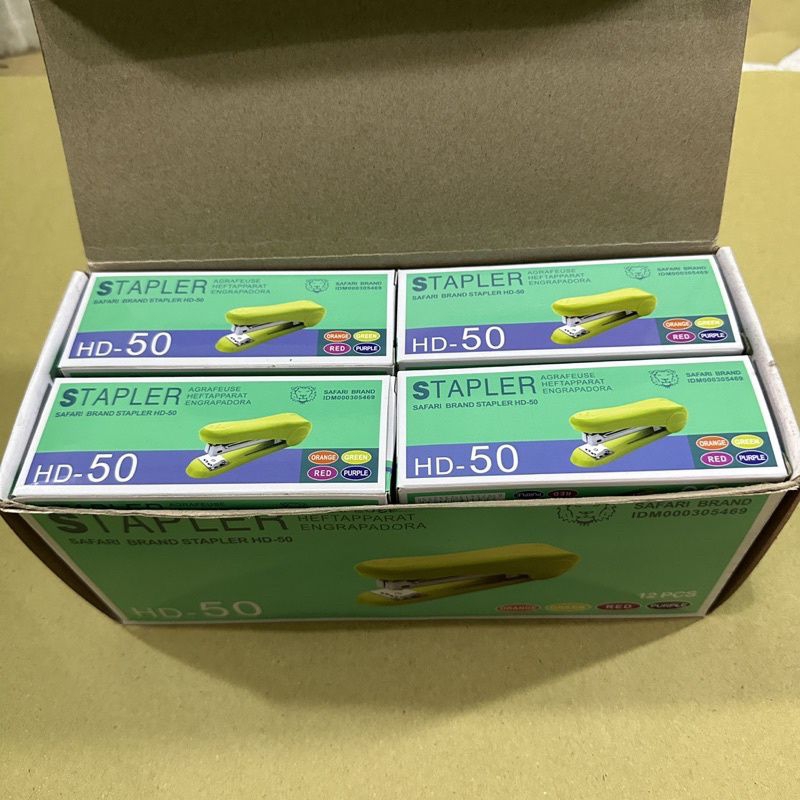 STAPLER
AGRAFEUSE
HEFTAPPARAT
ENGRAPADORA
SAFARI BRAND
IDM000305469
SAFARI BRAND STAPLER HD-50
HD-50
ORANGE GREEN
RED PURPLE
STAPLER
AGRAFEUSE
HEFTAPPARAT
ENGRAPADORA
SAFARI BRAND
IDM000305469
SAFARI BRAND STAPLER HD-50
HD-50
ORANGE GREEN
RED PURPLE
STAPLER
AGRAFEUSE
HEFTAPPARAT
ENGRAPADORA
SAFARI BRAND
IDM000305469
SAFARI BRAND STAPLER HD-50
HD-50
ORANGE GREEN
RED PURPLE
STAPLER
AGRAFEUSE
HEFTAPPARAT
ENGRAPADORA
SAFARI BRAND
IDM000305469
SAFARI BRAND STAPLER HD-50
HD-50
ORANGE GREEN
RED PURPLE
STAPLER
HEFTAPPARAT
ENGRAPADORA
SAFARI BRAND
IDM000305469
SAFARI BRAND STAPLER HD-50
HD-50
12 PCS
ORANGE GREEN RED PURPLE